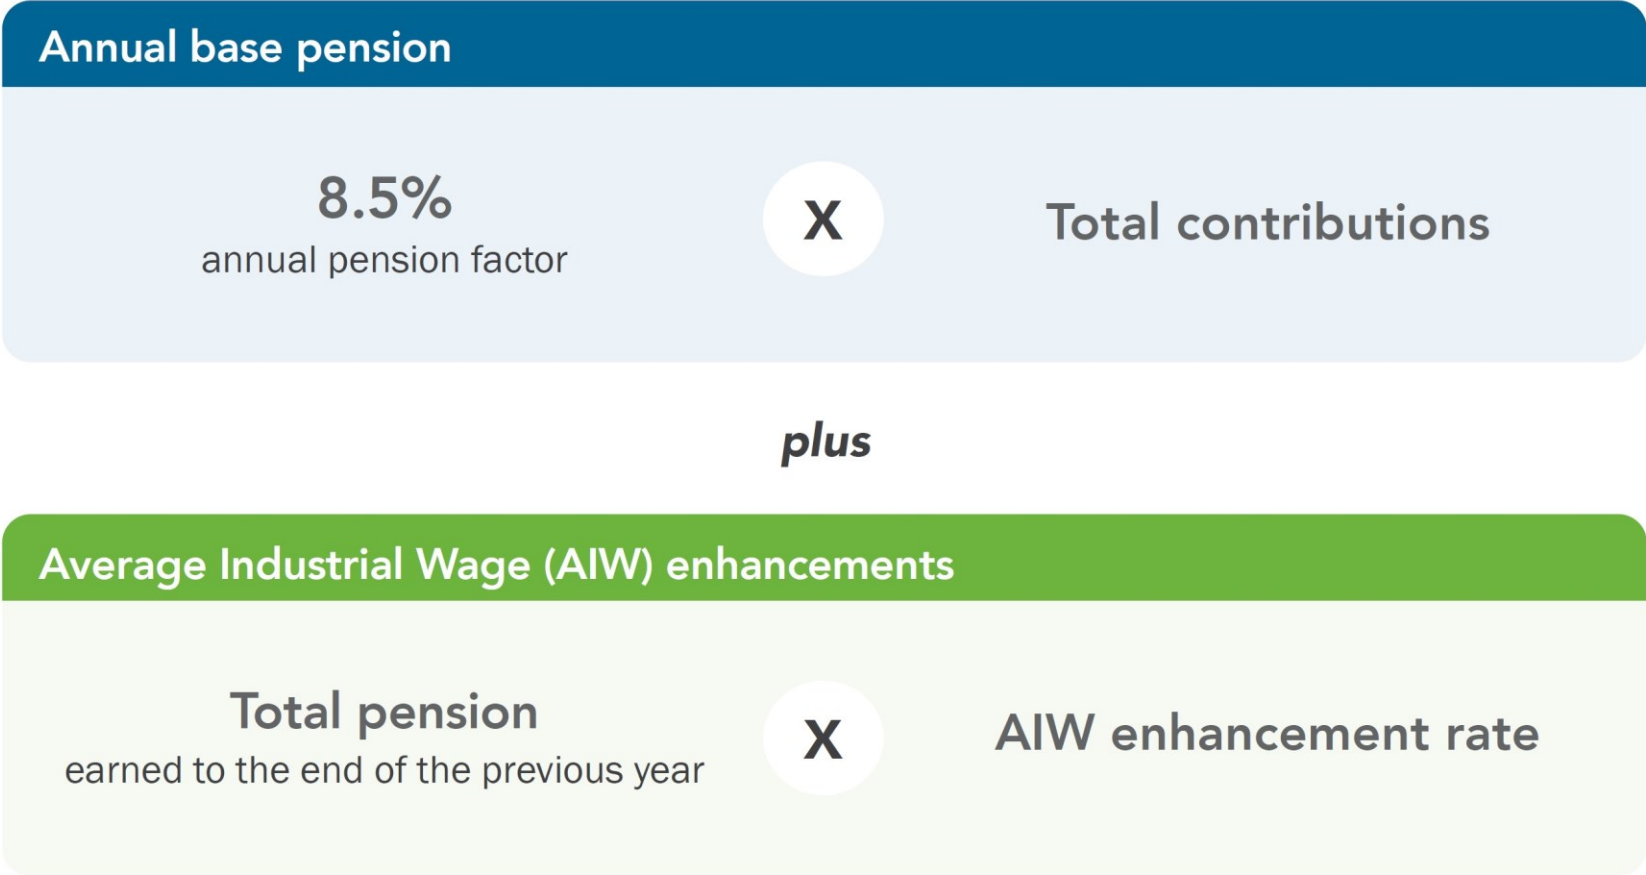 Annual base pension
8.5%
annual pension factor
X
Total contributions
plus
Average Industrial Wage (AIW) enhancements
Total pension
earned to the end of the previous year
X
AIW enhancement rate